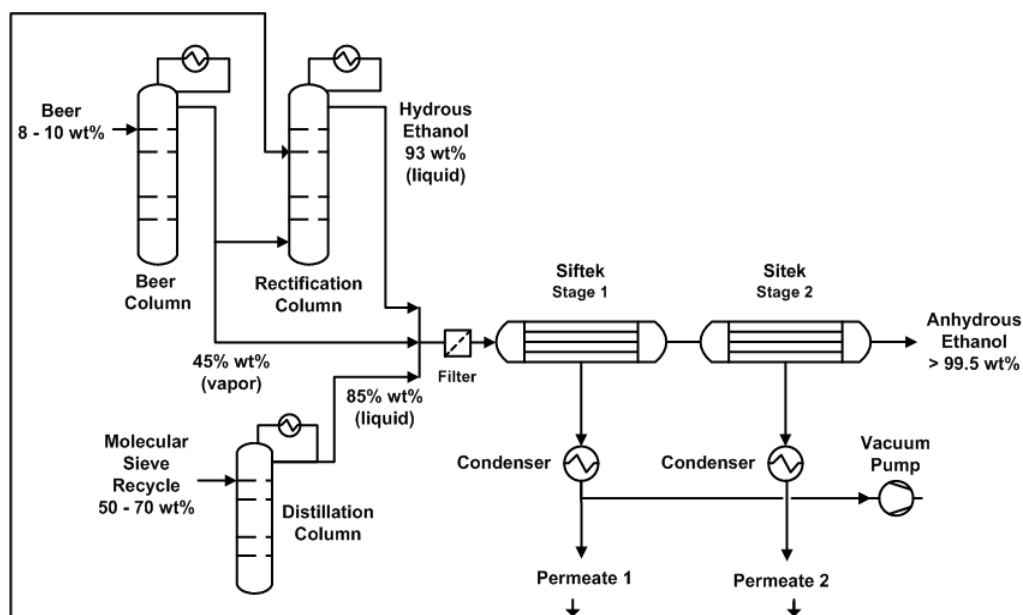 Beer
8 - 10 wt%
Hydrous
Ethanol
93 wt%
(liquid)
Beer
Column
Rectification
Column
Siftek
Stage 1
Sitek
Stage 2
Anhydrous
Ethanol
> 99.5 wt%
45% wt%
(vapor)
85% wt%
(liquid)
Filter
Molecular
Sieve
Recycle
50 - 70 wt%
Distillation
Column
Condenser
Condenser
Vacuum
Pump
Permeate 1
Permeate 2